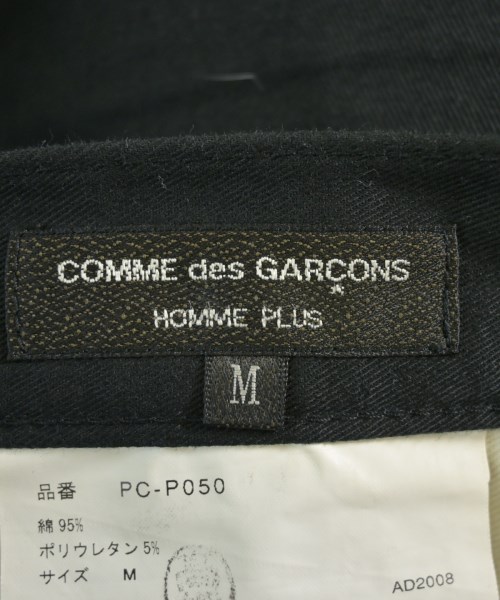 COMME des GARÇONS
HOMME PLUS
M
品番 PC-P050
綿 95%
ポリウレタン 5%
サイズ M
AD2008